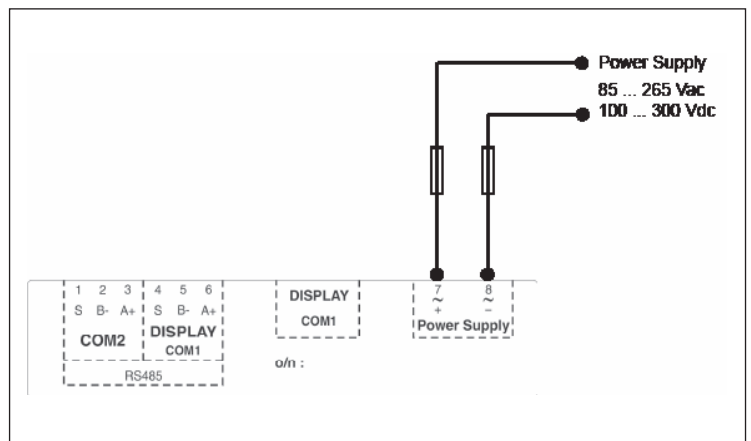 Power Supply
85 ... 265 Vac
100 ... 300 Vdc
1 2 3 4 5 6
S B- A+ S B- A+
COM2
DISPLAY
COM1
RS485
DISPLAY
COM1
o/n :
7 8
~ ~
+ −
Power Supply